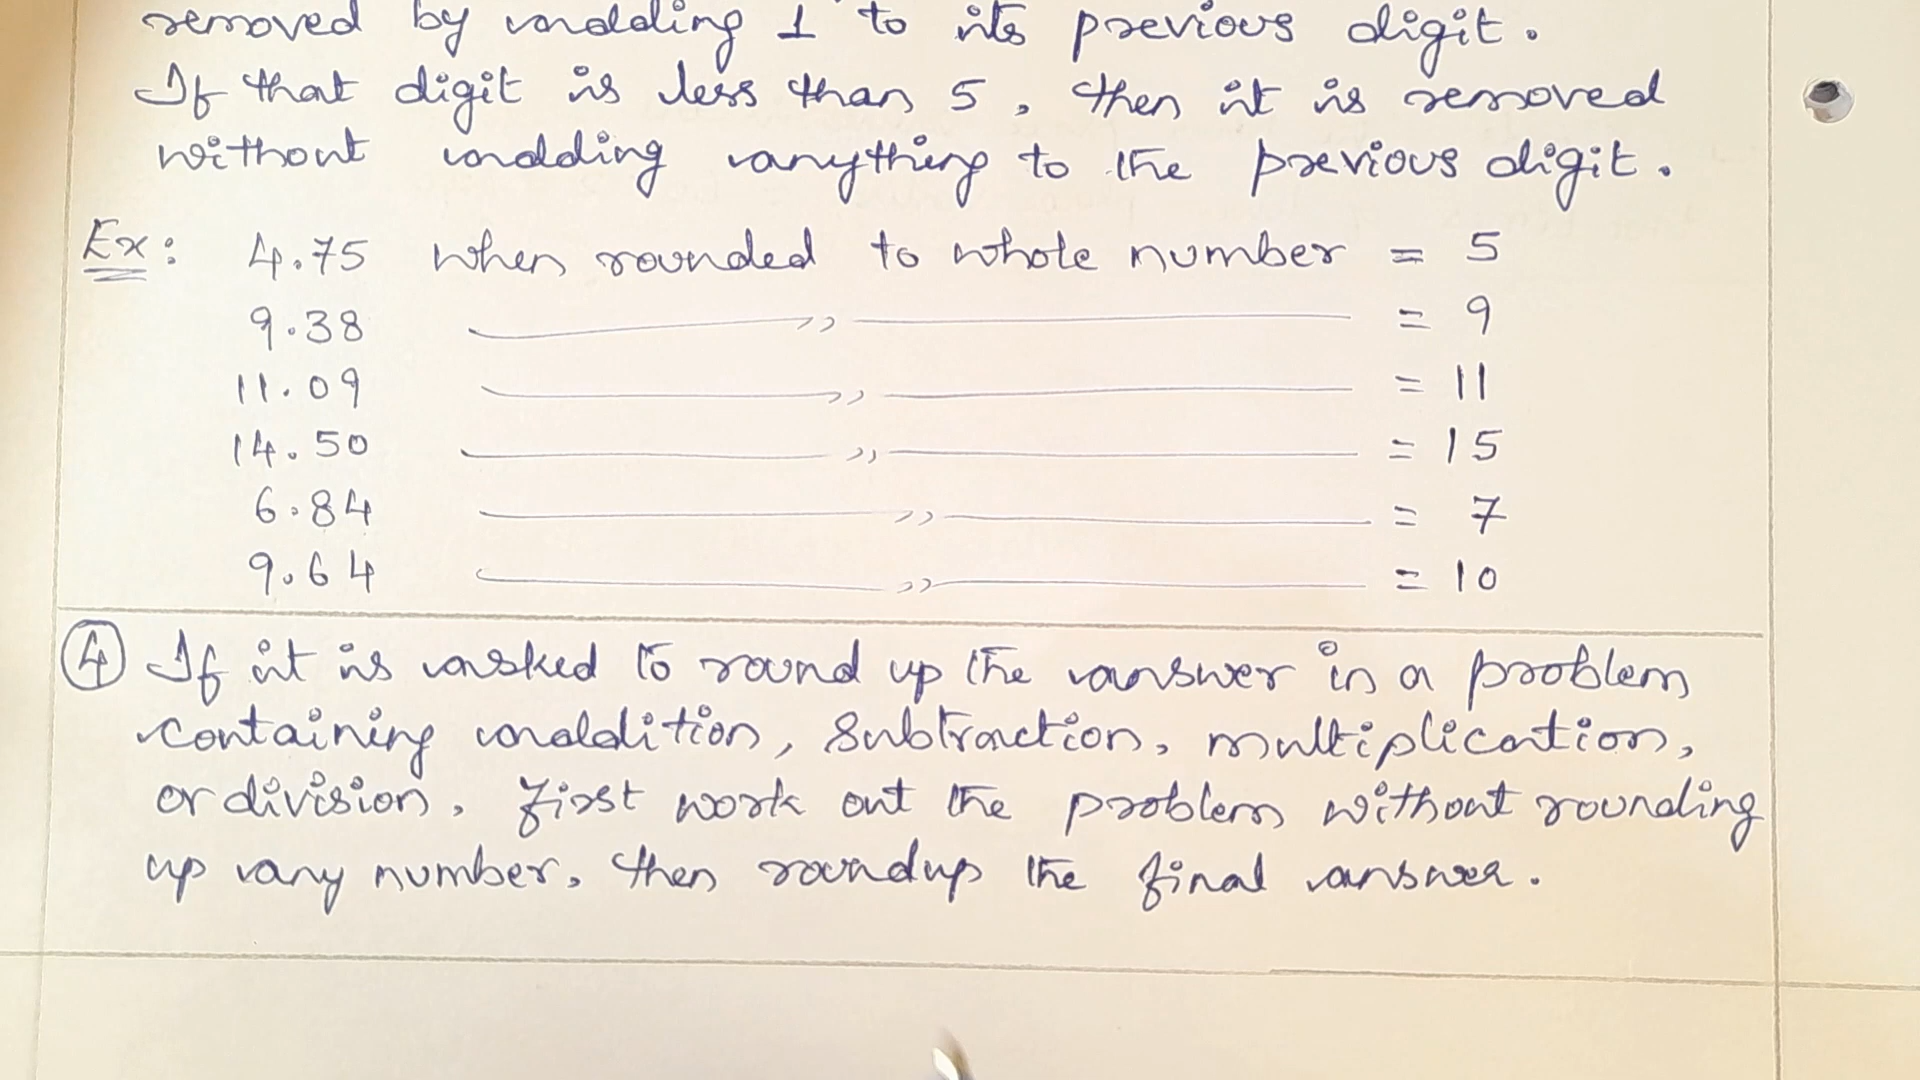 removed by adding 1 to its previous digit.
If that digit is less than 5, then it is removed
without adding anything to the previous digit.
Ex: 4.75 when rounded to whole number = 5
9.38 ——— ,, ——— = 9
11.09 ——— ,, ——— = 11
14.50 ——— ,, ——— = 15
6.84 ——— ,, ——— = 7
9.64 ——— ,, ——— = 10
4 If it is asked to round up the answer in a problem
containing addition, subtraction, multiplication,
or division, first work out the problem without rounding
up any number, then roundup the final answer.